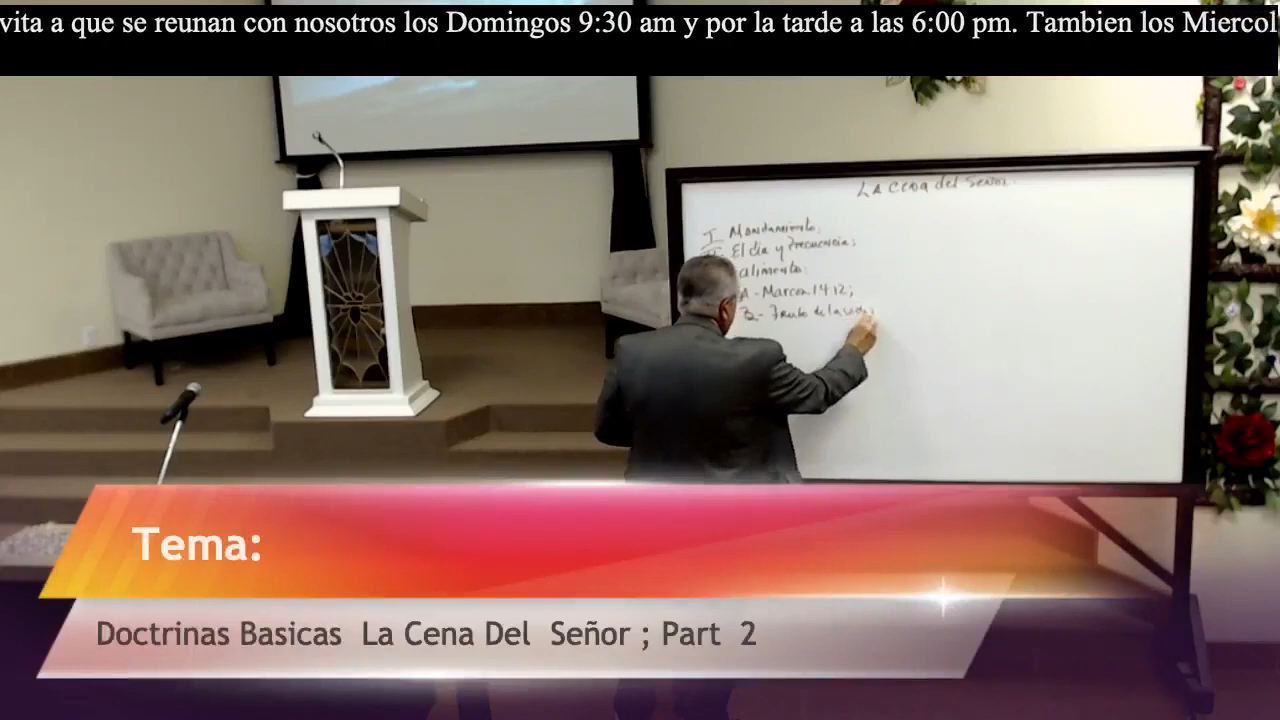 vita a que se reunan con nosotros los Domingos 9:30 am y por la tarde a las 6:00 pm. Tambien los Miercol
La Cena del Señor
I Mandamiento;
II El dia y Frecuencia;
alimento:
A - Marcos 14:12;
B - Fruto de la vid;
Tema:
Doctrinas Basicas La Cena Del Señor ; Part 2